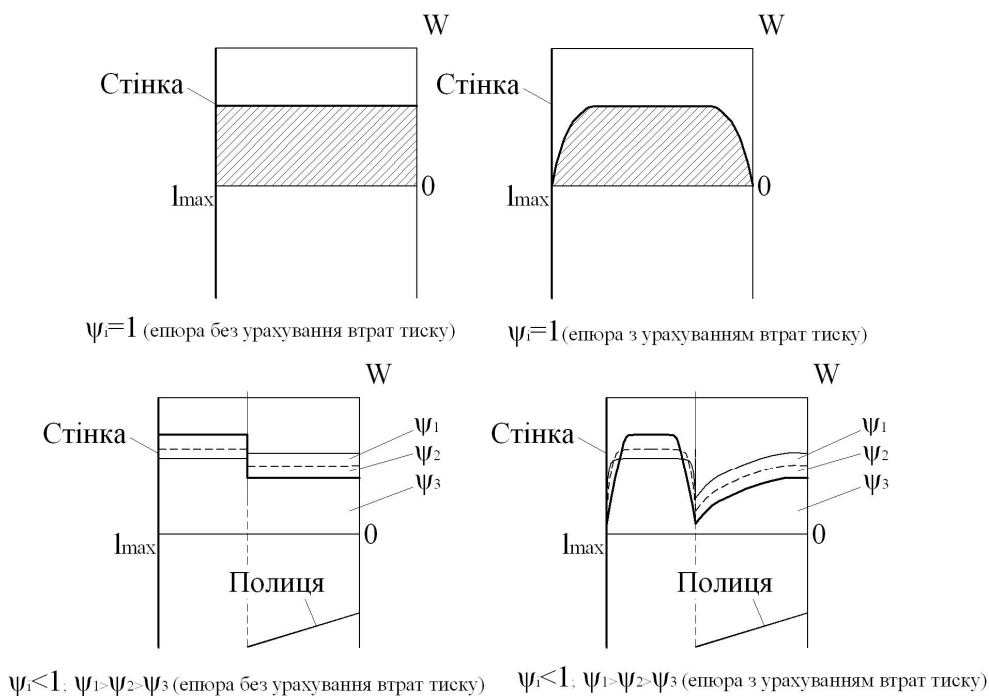 W
W
Стінка
Стінка
lmax
0
lmax
0
ψi=1 (епюра без урахування втрат тиску)
ψi=1 (епюра з урахуванням втрат тиску)
W
W
Стінка
ψ1
ψ2
ψ3
Стінка
ψ1
ψ2
ψ3
lmax
0
lmax
0
Полиця
Полиця
ψi<1; ψ1>ψ2>ψ3 (епюра без урахування втрат тиску)
ψi<1; ψ1>ψ2>ψ3 (епюра з урахуванням втрат тиску)